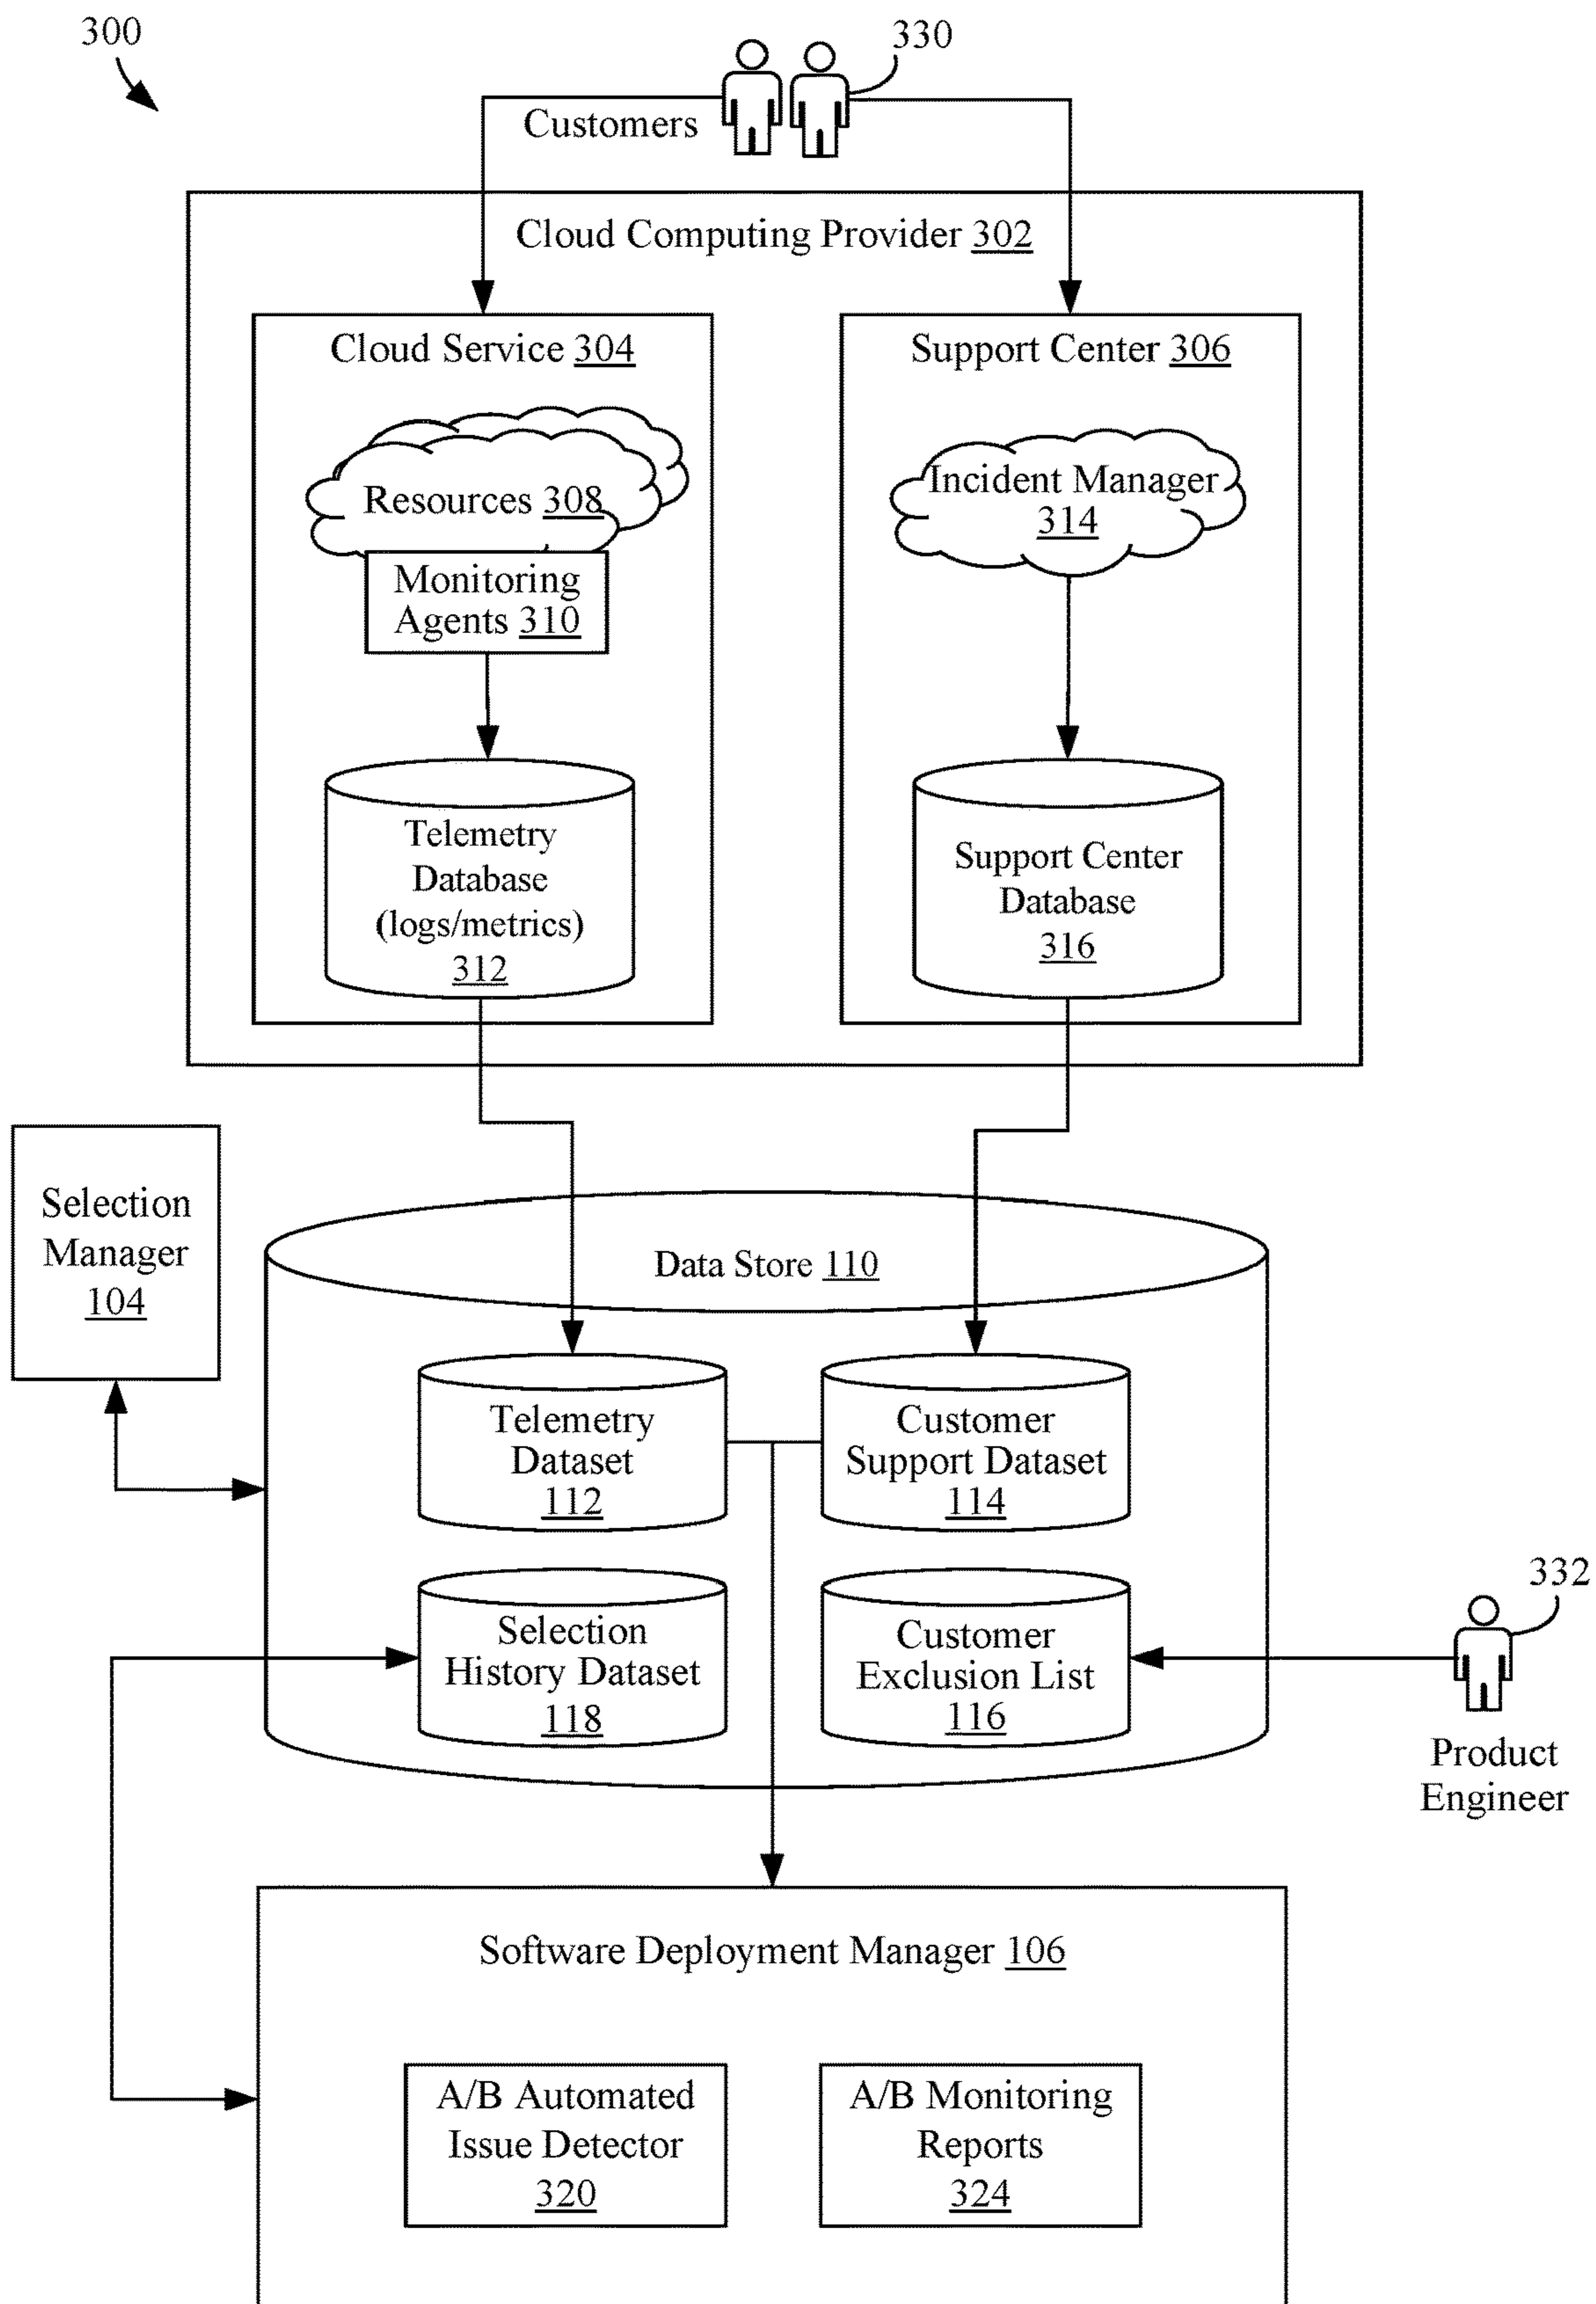 300
330
Customers
Cloud Computing Provider 302
Cloud Service 304
Support Center 306
Resources 308
Incident Manager
314
Monitoring
Agents 310
Telemetry
Database
(logs/metrics)
312
Support Center
Database
316
Selection
Manager
104
Data Store 110
Telemetry
Dataset
112
Customer
Support Dataset
114
Selection
History Dataset
118
Customer
Exclusion List
116
332
Product
Engineer
Software Deployment Manager 106
A/B Automated
Issue Detector
320
A/B Monitoring
Reports
324